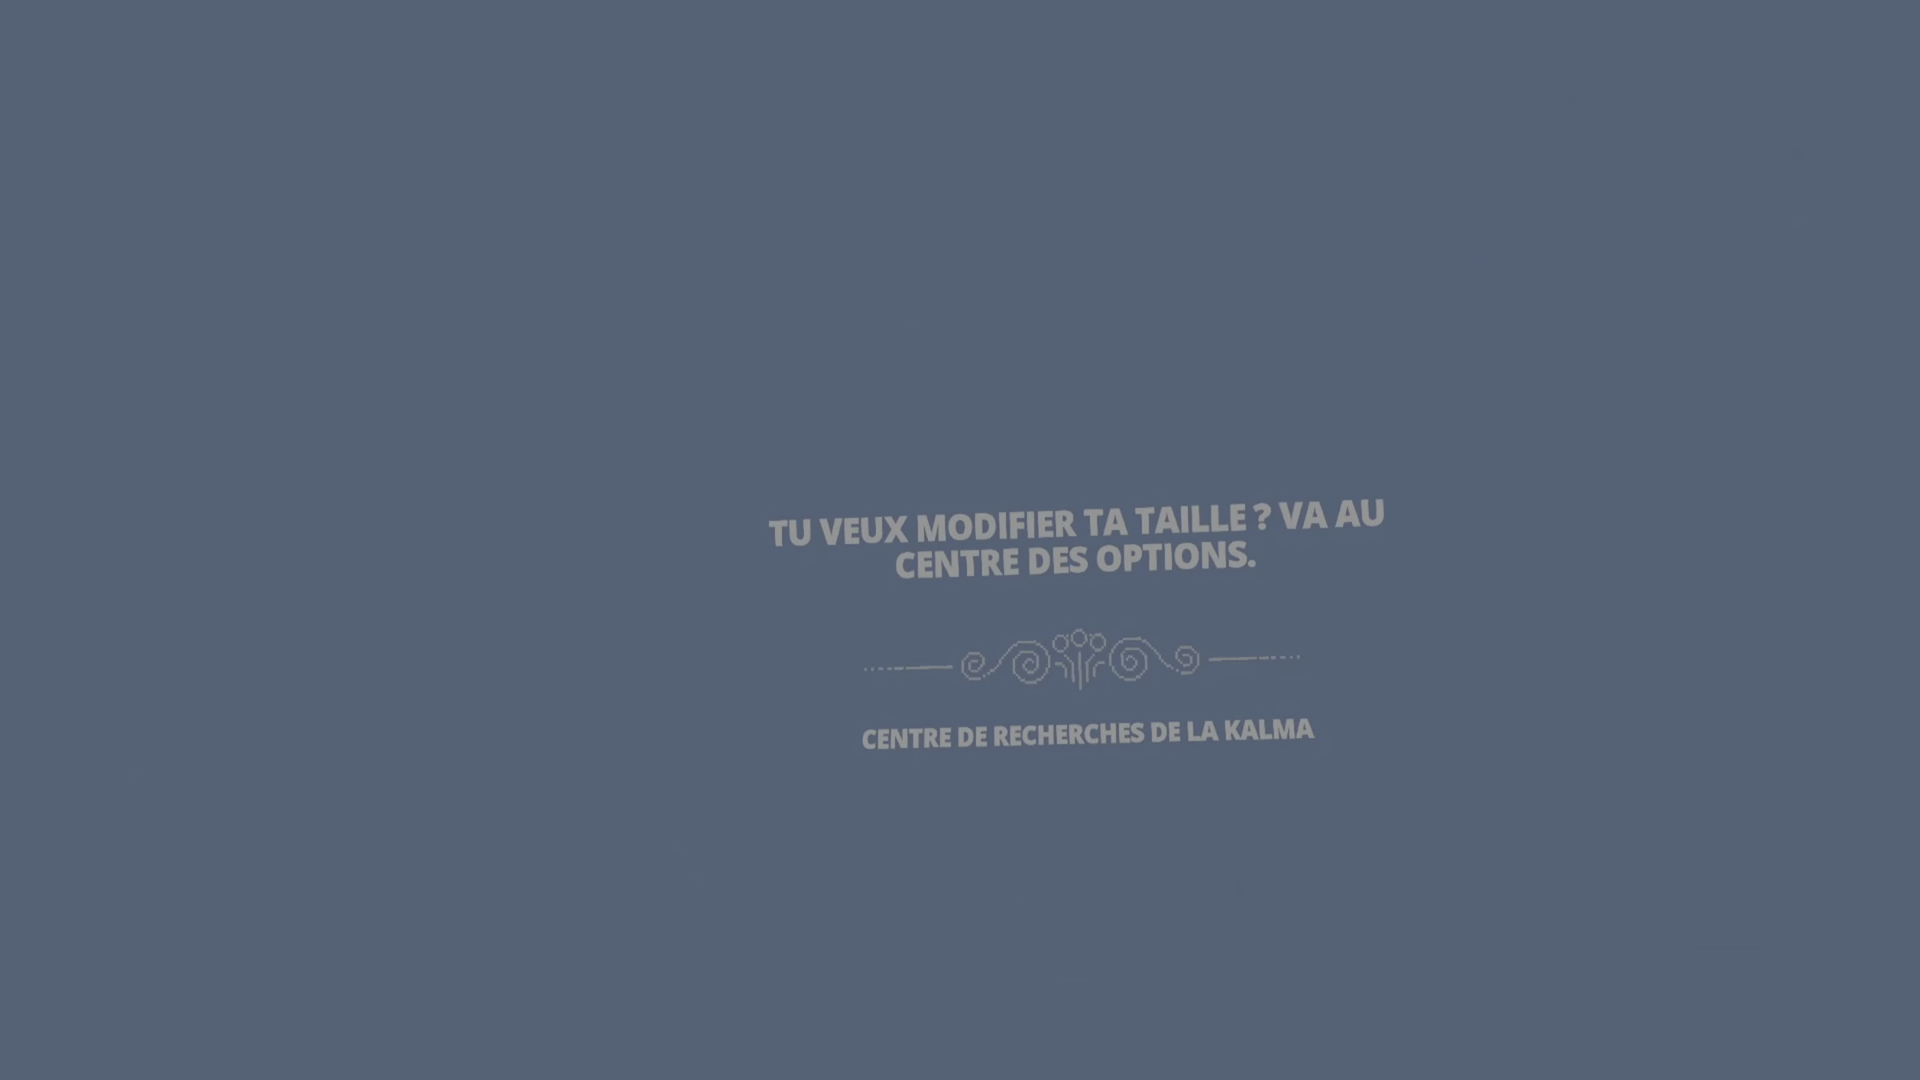 TU VEUX MODIFIER TA TAILLE ? VA AU
CENTRE DES OPTIONS.
CENTRE DE RECHERCHES DE LA KALMA